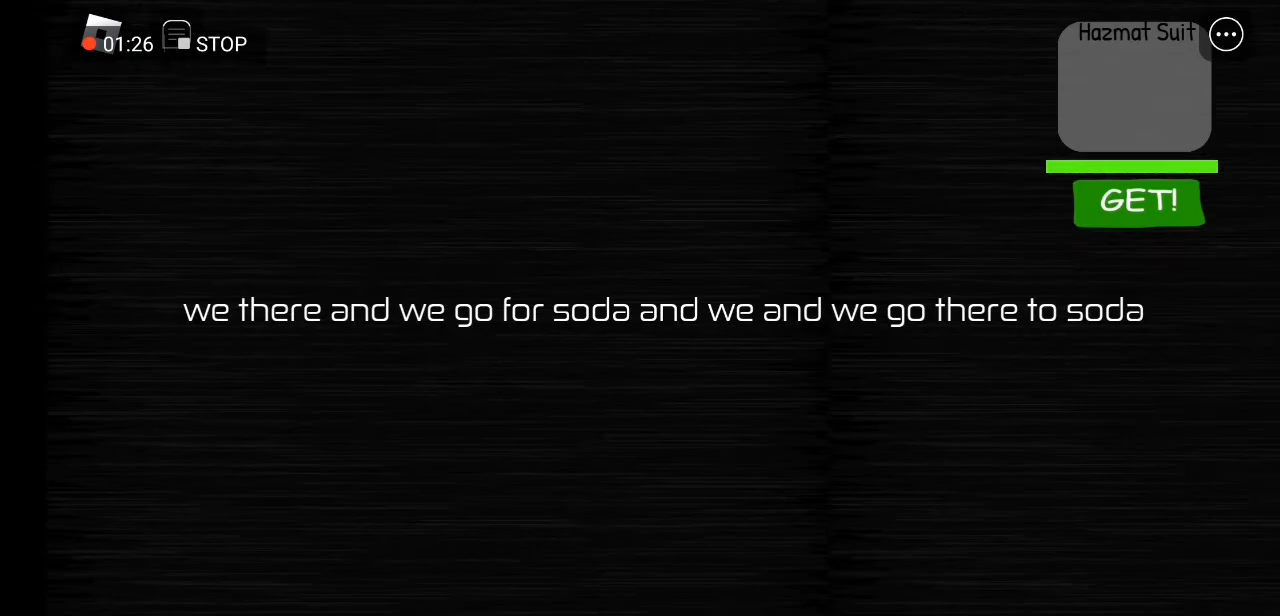 01:26 STOP
Hazmat Suit
GET!
we there and we go for soda and we and we go there to soda